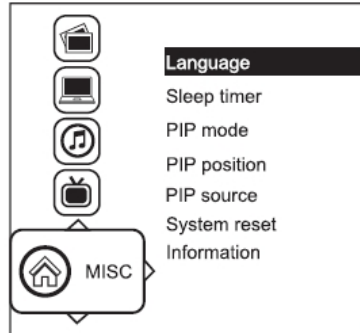 Language
Sleep timer
PIP mode
PIP position
PIP source
System reset
Information
MISC